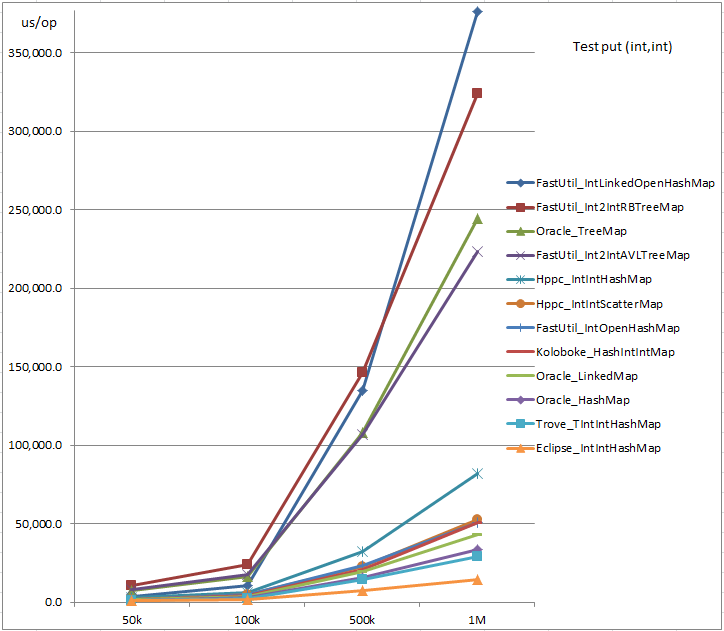 us/op
Test put (int,int)
350,000.0
300,000.0
250,000.0
200,000.0
150,000.0
100,000.0
50,000.0
0.0
50k
100k
500k
1M
FastUtil_IntLinkedOpenHashMap
FastUtil_Int2IntRBTreeMap
Oracle_TreeMap
FastUtil_Int2IntAVLTreeMap
Hppc_IntIntHashMap
Hppc_IntIntScatterMap
FastUtil_IntOpenHashMap
Koloboke_HashIntIntMap
Oracle_LinkedMap
Oracle_HashMap
Trove_TIntIntHashMap
Eclipse_IntIntHashMap